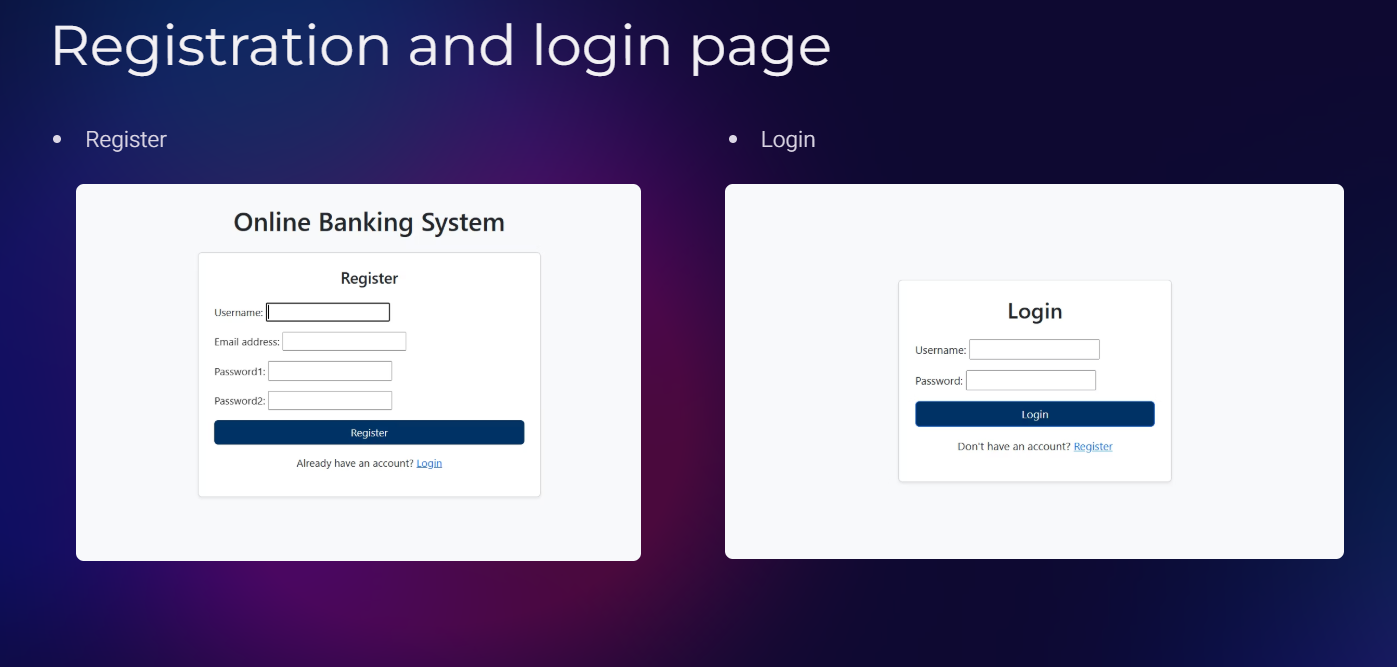 Registration and login page
Register
Online Banking System
Register
Username:
Email address:
Password1:
Password2:
Register
Already have an account? Login
Login
Login
Username:
Password:
Login
Don't have an account? Register